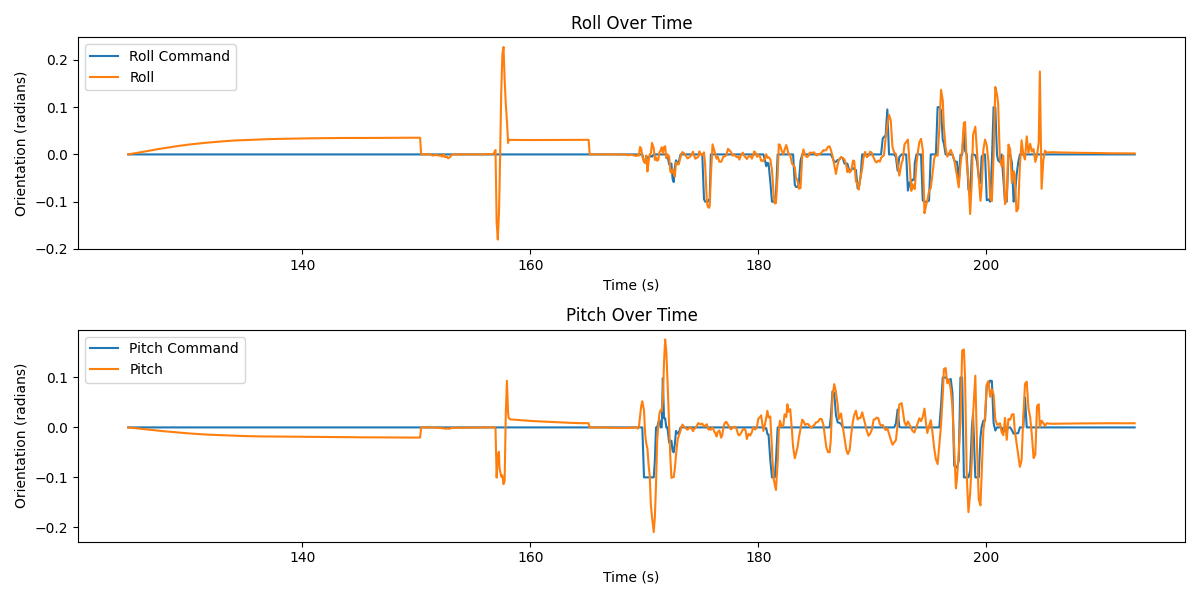 Roll Over Time
Orientation (radians)
0.2
0.1
0.0
−0.1
−0.2
Roll Command
Roll
140
160
180
200
Time (s)
Pitch Over Time
Orientation (radians)
0.1
0.0
−0.1
−0.2
Pitch Command
Pitch
140
160
180
200
Time (s)